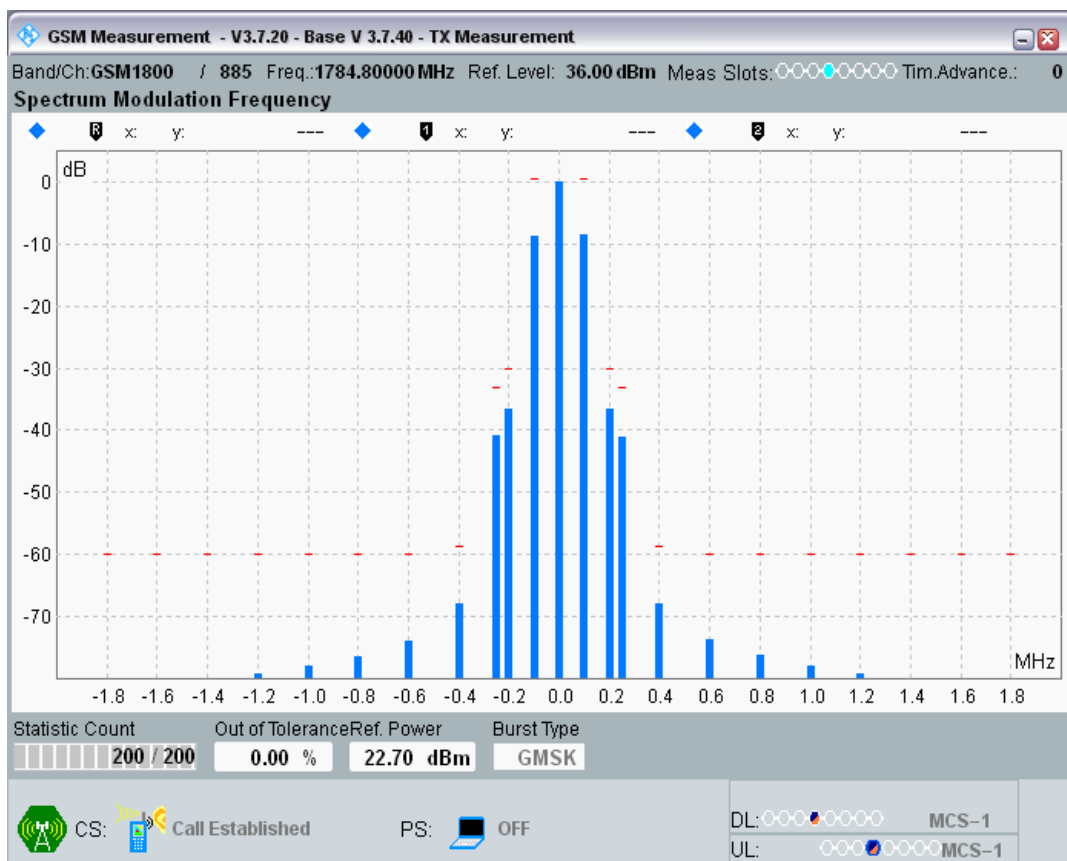 GSM Measurement - V3.7.20 - Base V 3.7.40 - TX Measurement
Band/Ch:GSM1800 / 885 Freq.:1784.80000 MHz Ref. Level: 36.00 dBm Meas Slots: Tim.Advance.: 0
Spectrum Modulation Frequency
R x: y: --- 1 x: y: --- 2 x: y: ---
dB
0
-10
-20
-30
-40
-50
-60
-70
MHz
-1.8 -1.6 -1.4 -1.2 -1.0 -0.8 -0.6 -0.4 -0.2 0.0 0.2 0.4 0.6 0.8 1.0 1.2 1.4 1.6 1.8
Statistic Count Out of Tolerance Ref. Power Burst Type
200 / 200 0.00 % 22.70 dBm GMSK
CS: Call Established PS: OFF
DL: MCS-1
UL: MCS-1